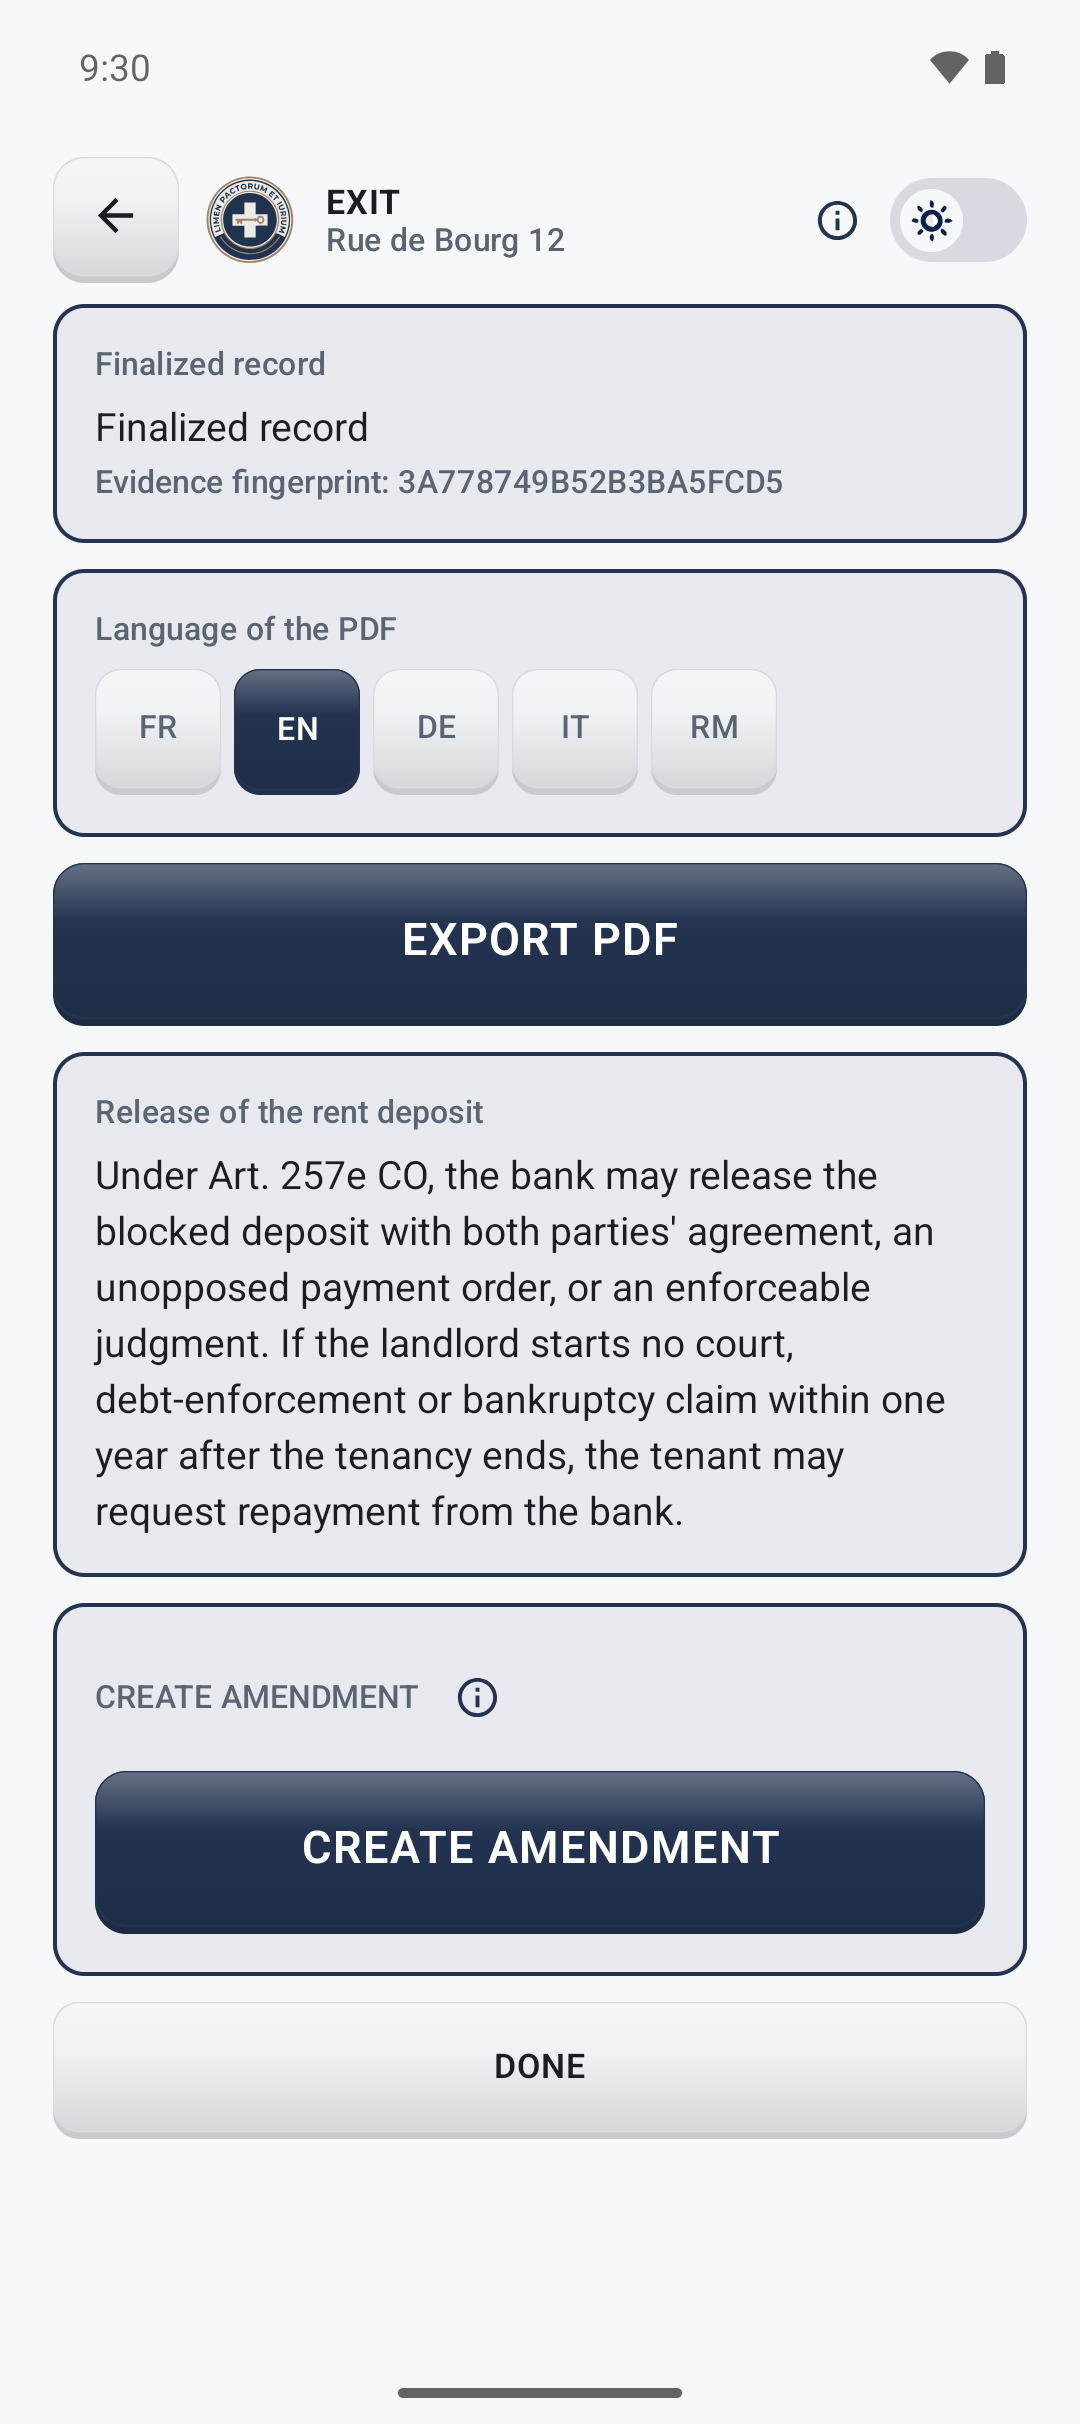 9:30
LIMEN PACTORUM ET IURIUM
EXIT
Rue de Bourg 12
Finalized record
Finalized record
Evidence fingerprint: 3A778749B52B3BA5FCD5
Language of the PDF
FR
EN
DE
IT
RM
EXPORT PDF
Release of the rent deposit
Under Art. 257e CO, the bank may release the
blocked deposit with both parties' agreement, an
unopposed payment order, or an enforceable
judgment. If the landlord starts no court,
debt-enforcement or bankruptcy claim within one
year after the tenancy ends, the tenant may
request repayment from the bank.
CREATE AMENDMENT
CREATE AMENDMENT
DONE